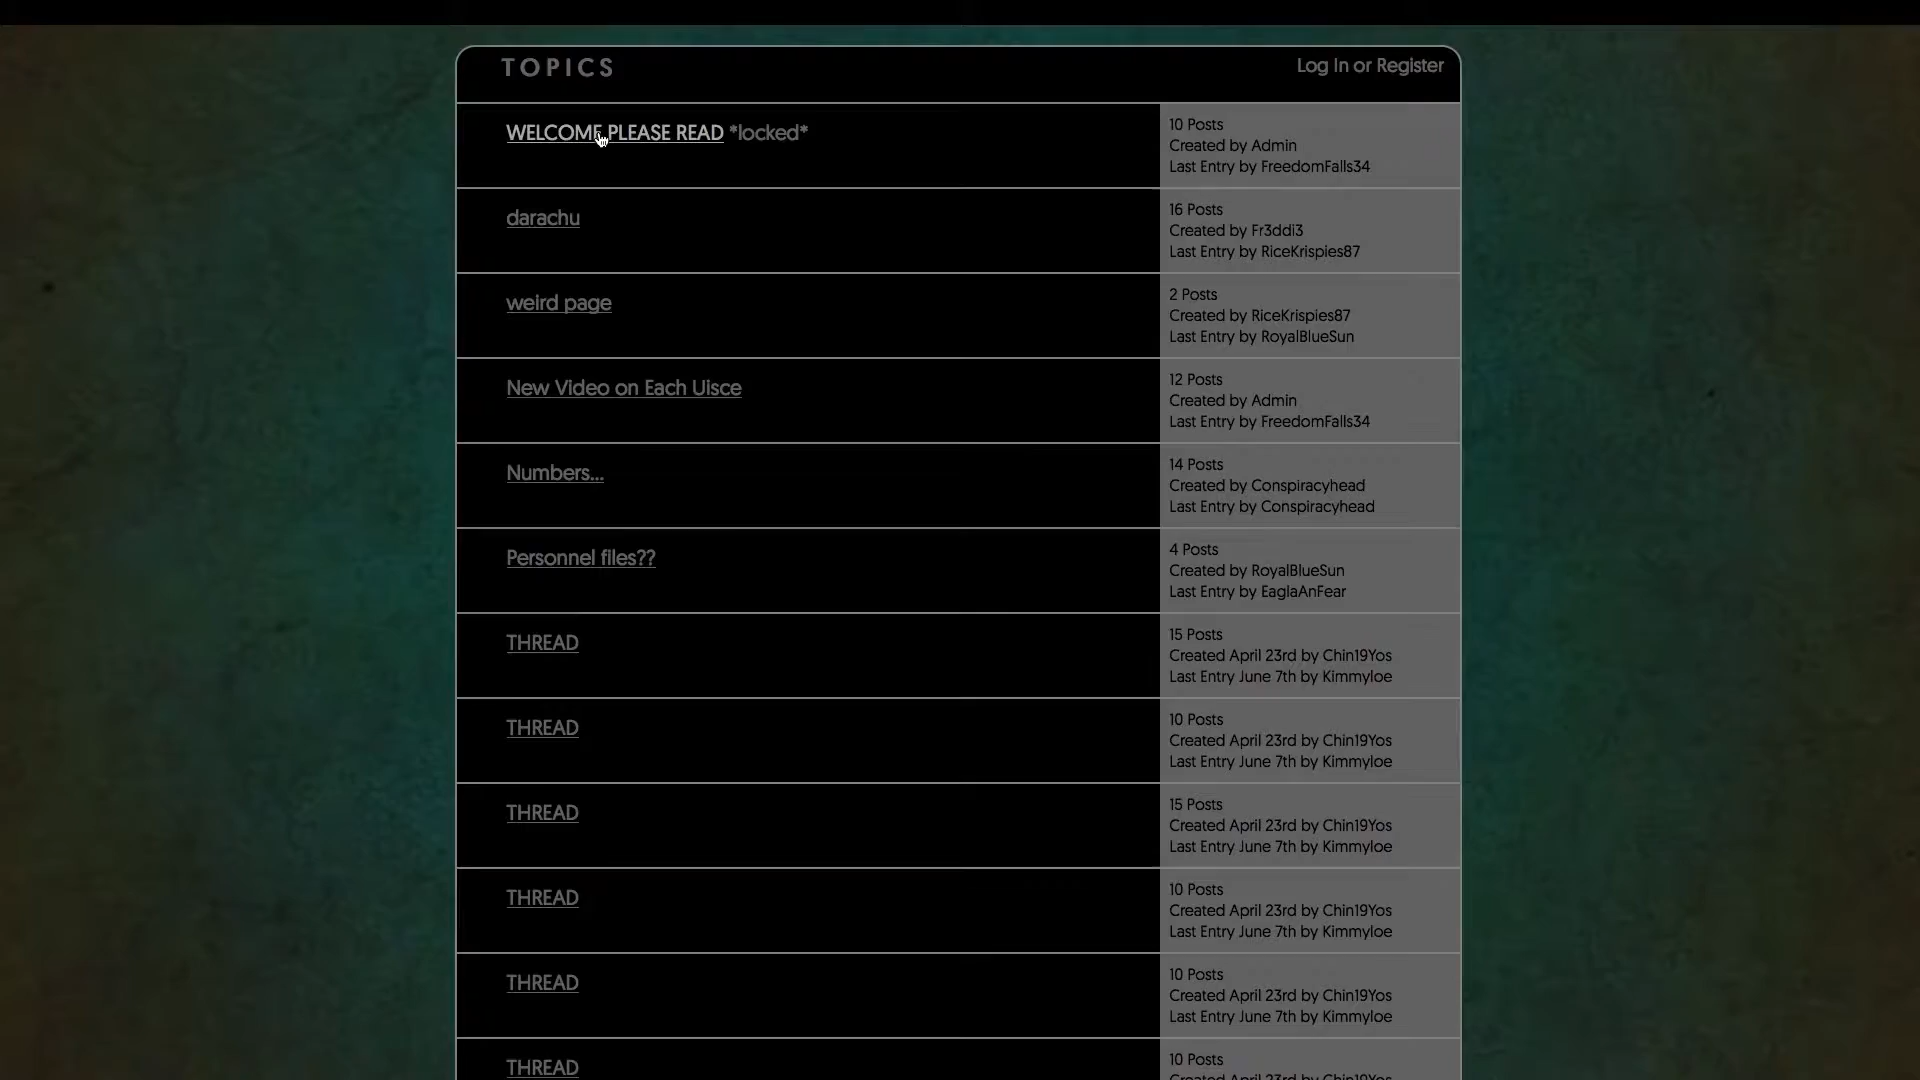 TOPICS
Log In or Register
WELCOME PLEASE READ *locked*
10 Posts
Created by Admin
Last Entry by FreedomFalls34
darachu
16 Posts
Created by Fr3ddi3
Last Entry by RiceKrispies87
weird page
2 Posts
Created by RiceKrispies87
Last Entry by RoyalBlueSun
New Video on Each Uisce
12 Posts
Created by Admin
Last Entry by FreedomFalls34
Numbers...
14 Posts
Created by Conspiracyhead
Last Entry by Conspiracyhead
Personnel files??
4 Posts
Created by RoyalBlueSun
Last Entry by EaglaAnFear
THREAD
15 Posts
Created April 23rd by Chin19Yos
Last Entry June 7th by Kimmyloe
THREAD
10 Posts
Created April 23rd by Chin19Yos
Last Entry June 7th by Kimmyloe
THREAD
15 Posts
Created April 23rd by Chin19Yos
Last Entry June 7th by Kimmyloe
THREAD
10 Posts
Created April 23rd by Chin19Yos
Last Entry June 7th by Kimmyloe
THREAD
10 Posts
Created April 23rd by Chin19Yos
Last Entry June 7th by Kimmyloe
THREAD
10 Posts
Created April 23rd by Chin19Yos